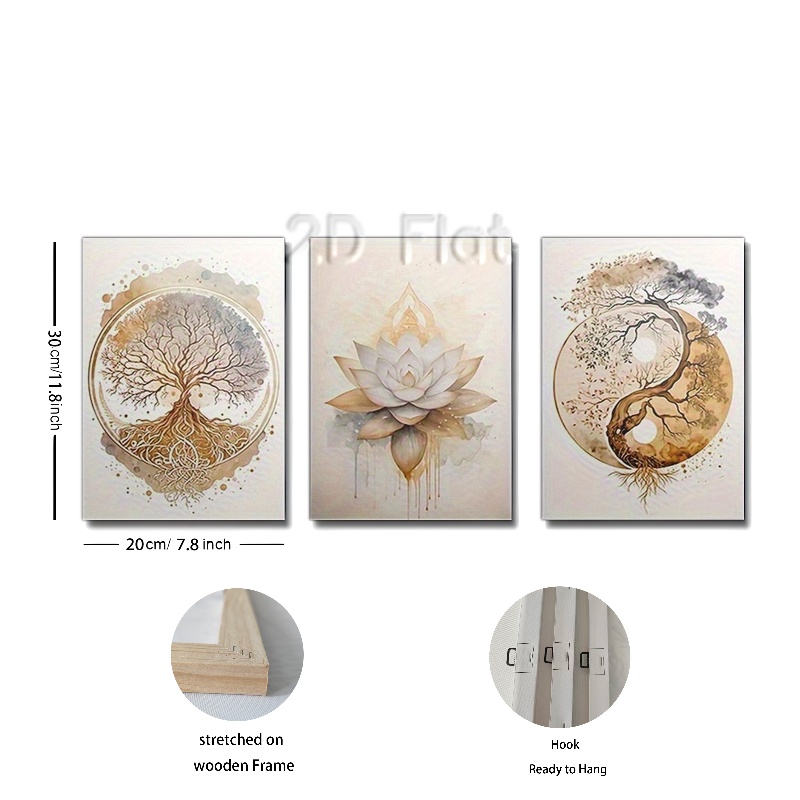 2D Flat
30cm/11.8inch
20cm/ 7.8 inch
stretched on
wooden Frame
Hook
Ready to Hang